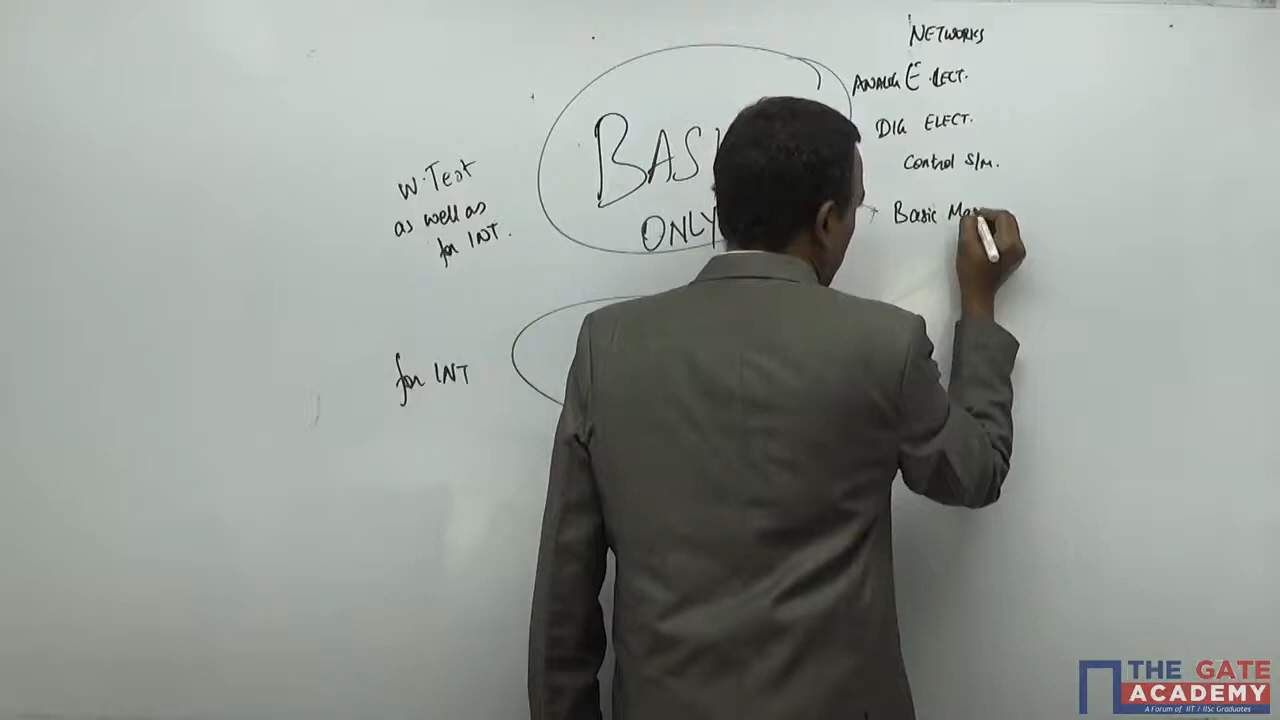 NETWORKS
ANALOG ELECT.
DIG ELECT.
Control S/M.
Basic
ONLY
W.Test
as well as
for INT.
for INT
THE GATE
ACADEMY
A Forum of IIT / IISc Graduates